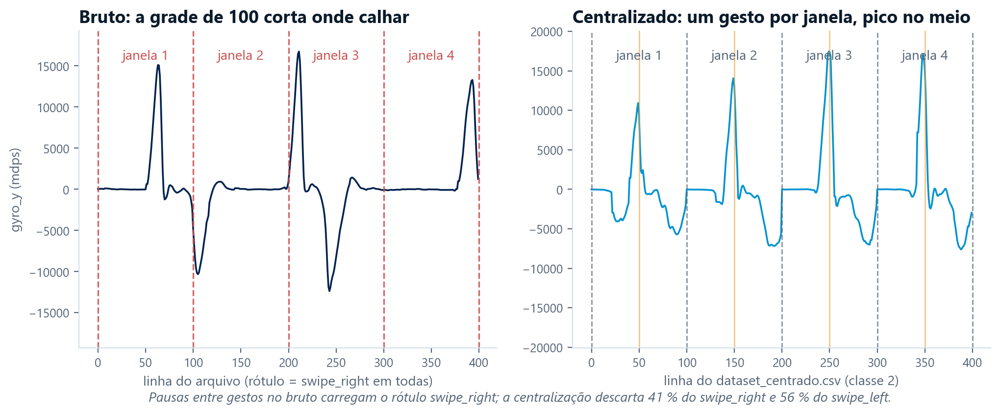 Bruto: a grade de 100 corta onde calhar
janela 1
janela 2
janela 3
janela 4
15000
10000
5000
0
−5000
−10000
−15000
gyro_y (mdps)
0
50
100
150
200
250
300
350
400
linha do arquivo (rótulo = swipe_right em todas)
Centralizado: um gesto por janela, pico no meio
janela 1
janela 2
janela 3
janela 4
20000
15000
10000
5000
0
−5000
−10000
−15000
−20000
0
50
100
150
200
250
300
350
400
linha do dataset_centrado.csv (classe 2)
Pausas entre gestos no bruto carregam o rótulo swipe_right; a centralização descarta 41 % do swipe_right e 56 % do swipe_left.